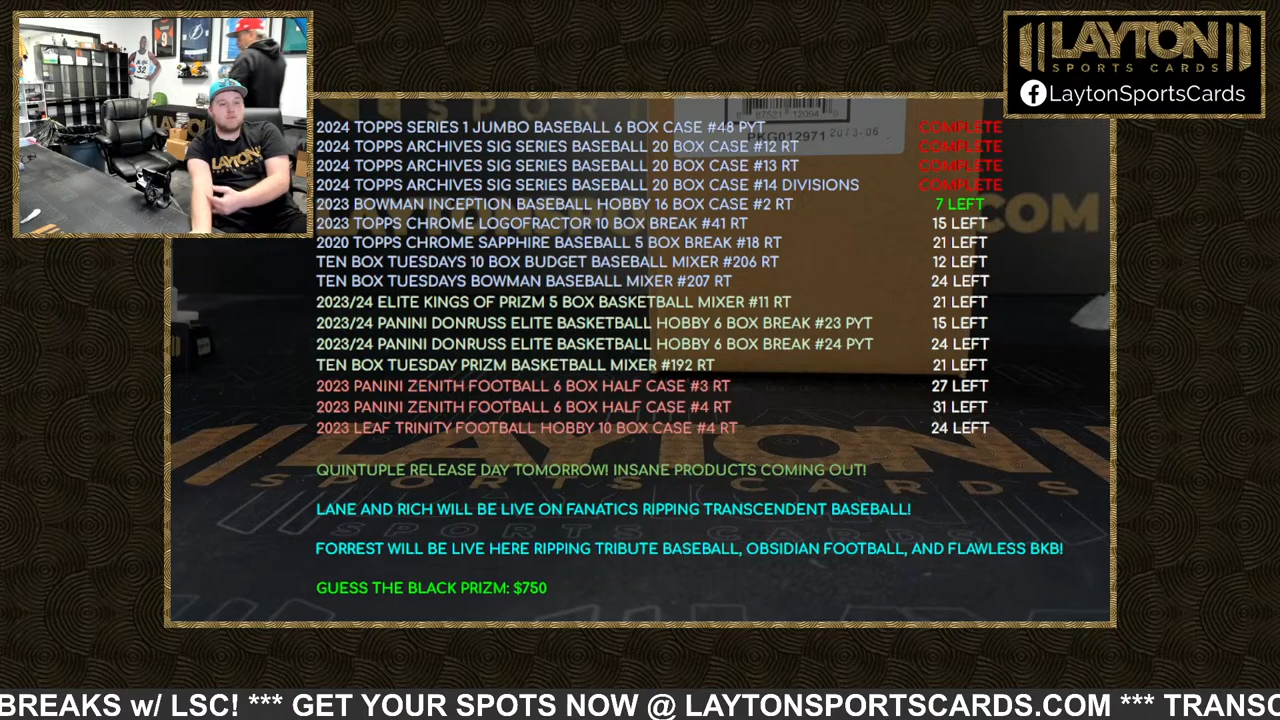 LAYTON
SPORTS CARDS
LaytonSportsCards
PKG012971 2073-06
2024 TOPPS SERIES 1 JUMBO BASEBALL 6 BOX CASE #48 PYT COMPLETE
2024 TOPPS ARCHIVES SIG SERIES BASEBALL 20 BOX CASE #12 RT COMPLETE
2024 TOPPS ARCHIVES SIG SERIES BASEBALL 20 BOX CASE #13 RT COMPLETE
2024 TOPPS ARCHIVES SIG SERIES BASEBALL 20 BOX CASE #14 DIVISIONS COMPLETE
2023 BOWMAN INCEPTION BASEBALL HOBBY 16 BOX CASE #2 RT 7 LEFT
2023 TOPPS CHROME LOGOFRACTOR 10 BOX BREAK #41 RT 15 LEFT
2020 TOPPS CHROME SAPPHIRE BASEBALL 5 BOX BREAK #18 RT 21 LEFT
TEN BOX TUESDAYS 10 BOX BUDGET BASEBALL MIXER #206 RT 12 LEFT
TEN BOX TUESDAYS BOWMAN BASEBALL MIXER #207 RT 24 LEFT
2023/24 ELITE KINGS OF PRIZM 5 BOX BASKETBALL MIXER #11 RT 21 LEFT
2023/24 PANINI DONRUSS ELITE BASKETBALL HOBBY 6 BOX BREAK #23 PYT 15 LEFT
2023/24 PANINI DONRUSS ELITE BASKETBALL HOBBY 6 BOX BREAK #24 PYT 24 LEFT
TEN BOX TUESDAY PRIZM BASKETBALL MIXER #192 RT 21 LEFT
2023 PANINI ZENITH FOOTBALL 6 BOX HALF CASE #3 RT 27 LEFT
2023 PANINI ZENITH FOOTBALL 6 BOX HALF CASE #4 RT 31 LEFT
2023 LEAF TRINITY FOOTBALL HOBBY 10 BOX CASE #4 RT 24 LEFT
QUINTUPLE RELEASE DAY TOMORROW! INSANE PRODUCTS COMING OUT!
LANE AND RICH WILL BE LIVE ON FANATICS RIPPING TRANSCENDENT BASEBALL!
FORREST WILL BE LIVE HERE RIPPING TRIBUTE BASEBALL, OBSIDIAN FOOTBALL, AND FLAWLESS BKB!
GUESS THE BLACK PRIZM: $750
BREAKS w/ LSC! *** GET YOUR SPOTS NOW @ LAYTONSPORTSCARDS.COM *** TRANSC